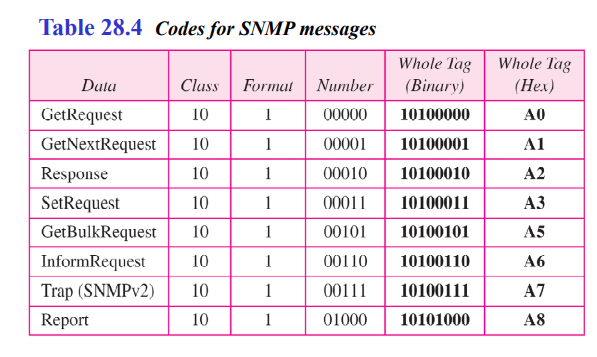 Table 28.4 Codes for SNMP messages
Whole Tag Whole Tag
Data Class Format Number (Binary) (Hex)
GetRequest 10 1 00000 10100000 A0
GetNextRequest 10 1 00001 10100001 A1
Response 10 1 00010 10100010 A2
SetRequest 10 1 00011 10100011 A3
GetBulkRequest 10 1 00101 10100101 A5
InformRequest 10 1 00110 10100110 A6
Trap (SNMPv2) 10 1 00111 10100111 A7
Report 10 1 01000 10101000 A8